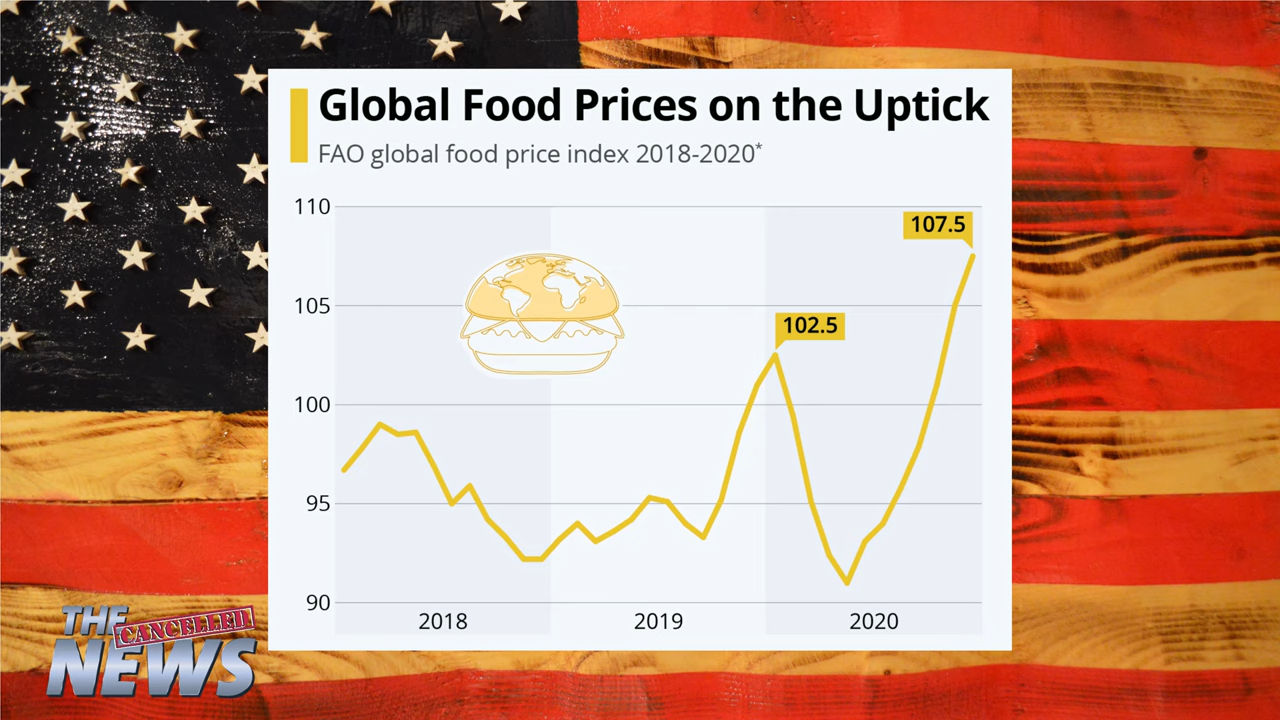 Global Food Prices on the Uptick
FAO global food price index 2018-2020*
110
107.5
105
102.5
100
95
90
2018 2019 2020
THE
CANCELLED
NEWS